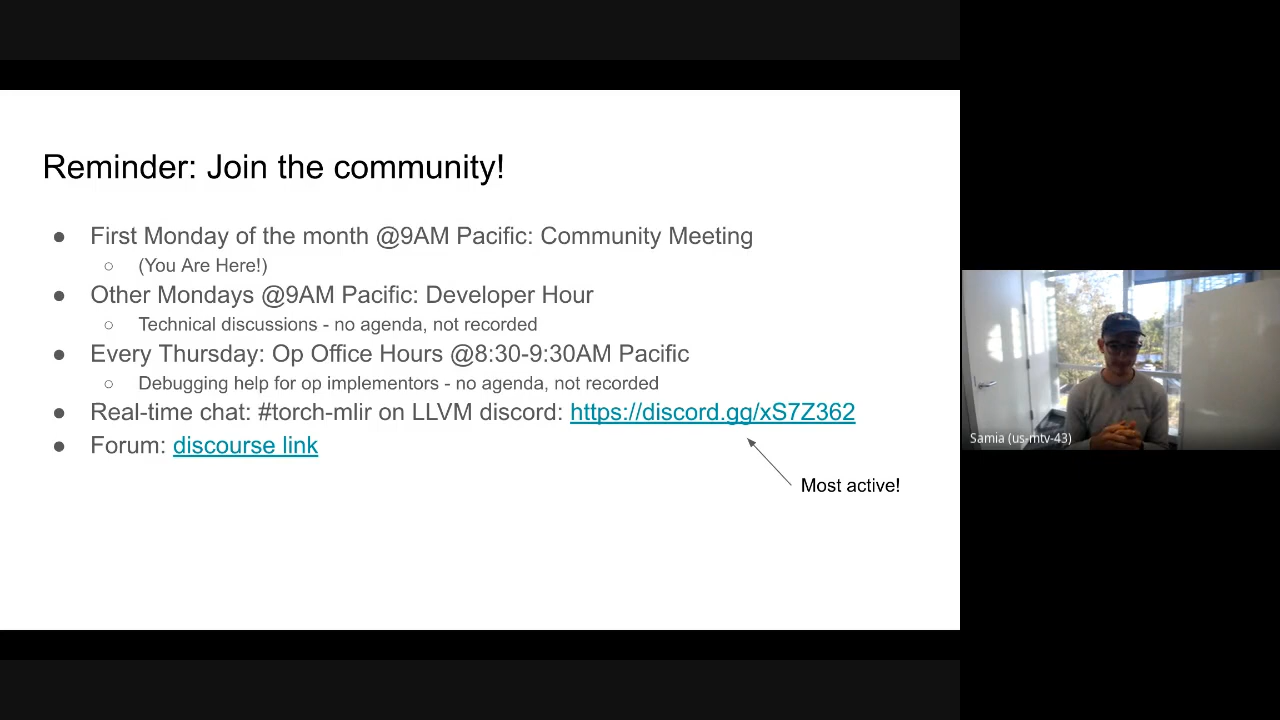 Reminder: Join the community!
● First Monday of the month @9AM Pacific: Community Meeting
○ (You Are Here!)
● Other Mondays @9AM Pacific: Developer Hour
○ Technical discussions - no agenda, not recorded
● Every Thursday: Op Office Hours @8:30-9:30AM Pacific
○ Debugging help for op implementors - no agenda, not recorded
● Real-time chat: #torch-mlir on LLVM discord: https://discord.gg/xS7Z362
● Forum: discourse link
Most active!
Samia (us-mtv-43)